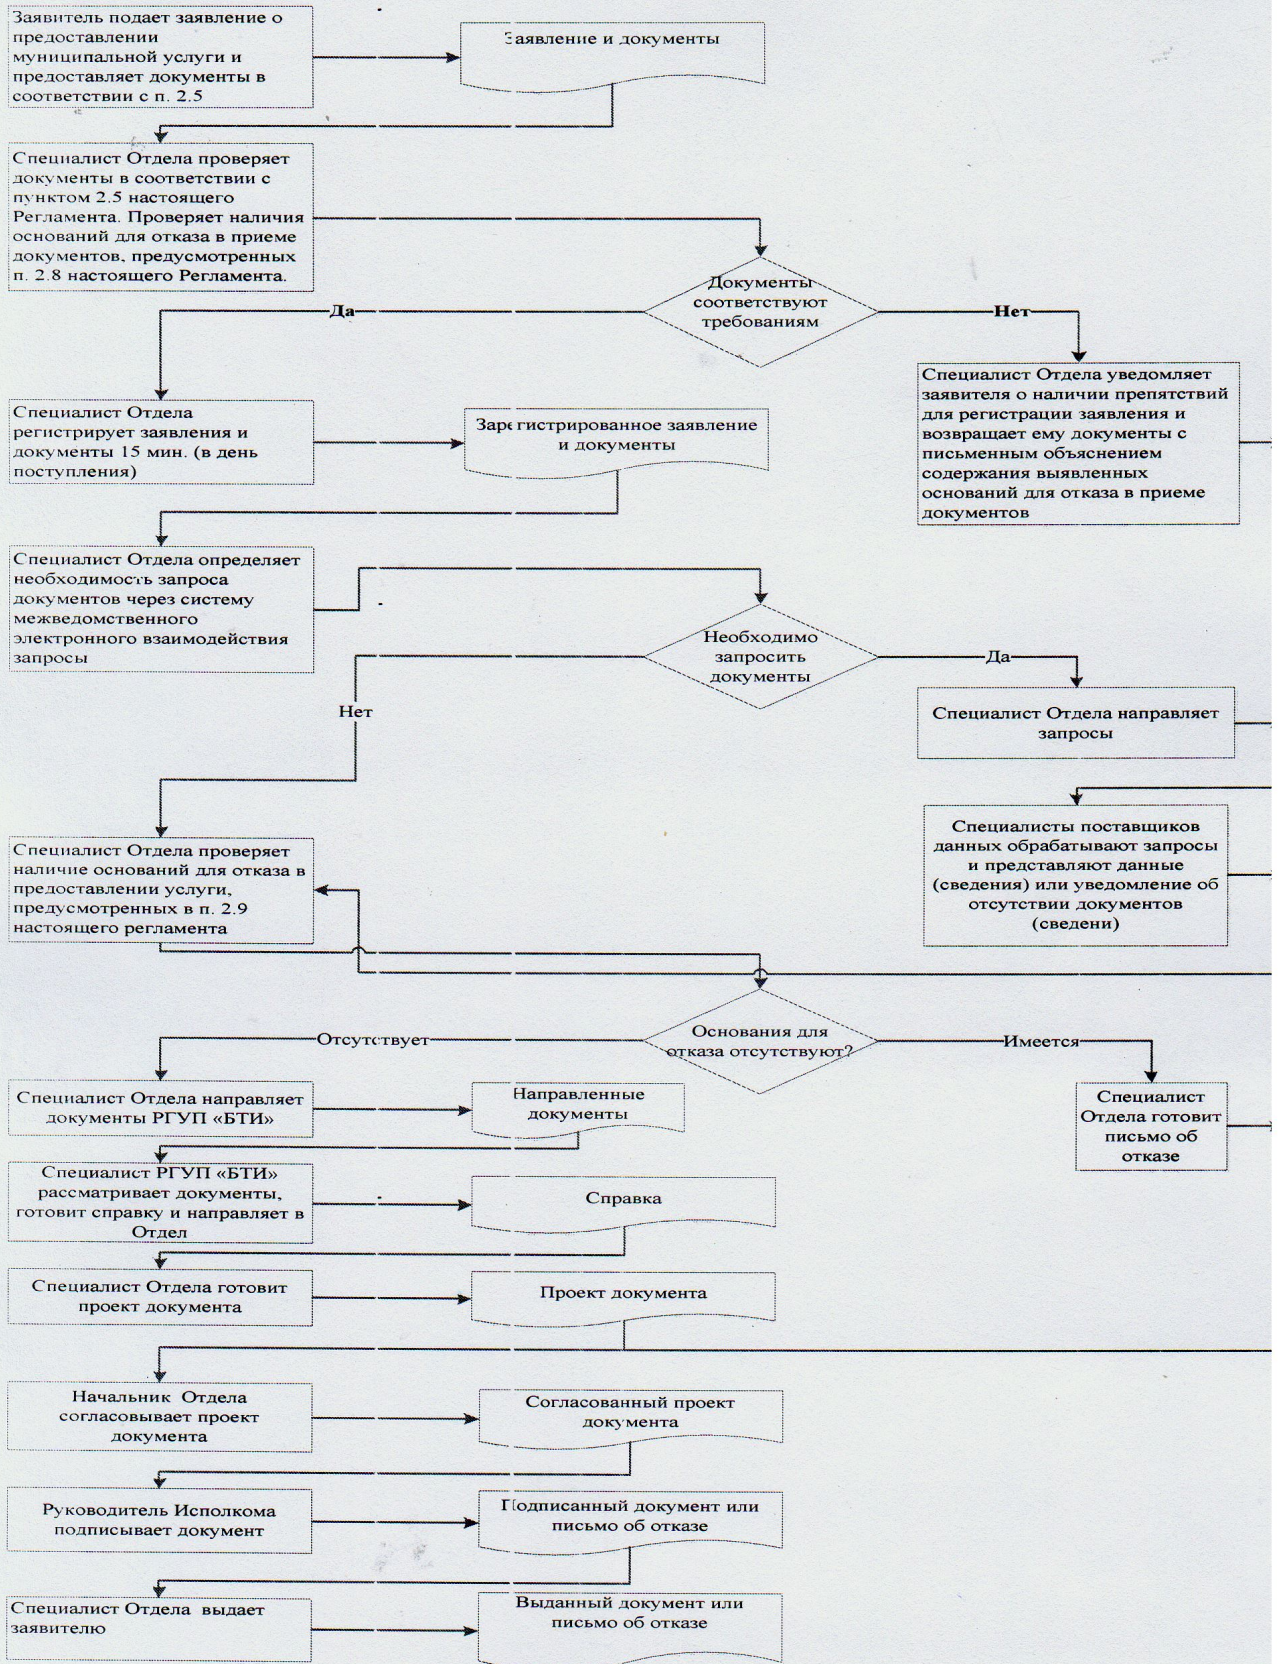 Заявитель подает заявление о
предоставлении
муниципальной услуги и
предоставляет документы в
соответствии с п. 2.5
Заявление и документы
Специалист Отдела проверяет
документы в соответствии с
пунктом 2.5 настоящего
Регламента. Проверяет наличия
оснований для отказа в приеме
документов, предусмотренных
п. 2.8 настоящего Регламента.
Документы
соответствуют
требованиям
Да
Нет
Специалист Отдела уведомляет
заявителя о наличии препятствий
для регистрации заявления и
возвращает ему документы с
письменным объяснением
содержания выявленных
оснований для отказа в приеме
документов
Специалист Отдела
регистрирует заявления и
документы 15 мин. (в день
поступления)
Зарегистрированное заявление
и документы
Специалист Отдела определяет
необходимость запроса
документов через систему
межведомственного
электронного взаимодействия
запросы
Необходимо
запросить
документы
Да
Нет
Специалист Отдела направляет
запросы
Специалисты поставщиков
данных обрабатывают запросы
и представляют данные
(сведения) или уведомление об
отсутствии документов
(сведени)
Специалист Отдела проверяет
наличие оснований для отказа в
предоставлении услуги,
предусмотренных в п. 2.9
настоящего регламента
Основания для
отказа отсутствуют?
Отсутствует
Имеется
Специалист Отдела направляет
документы РГУП «БТИ»
Направленные
документы
Специалист
Отдела готовит
письмо об
отказе
Специалист РГУП «БТИ»
рассматривает документы,
готовит справку и направляет в
Отдел
Справка
Специалист Отдела готовит
проект документа
Проект документа
Начальник Отдела
согласовывает проект
документа
Согласованный проект
документа
Руководитель Исполкома
подписывает документ
Подписанный документ или
письмо об отказе
Специалист Отдела выдает
заявителю
Выданный документ или
письмо об отказе